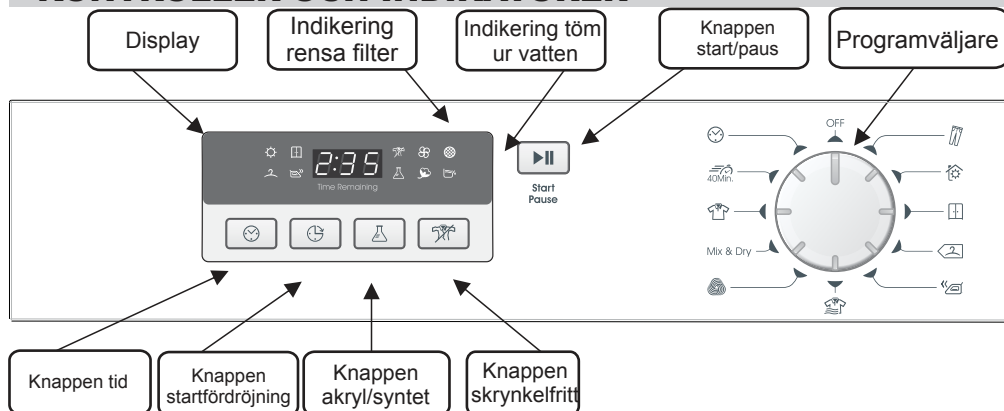 KONTROLLER OCH INDIKATORER
Display
Indikering
rensa filter
Indikering töm
ur vatten
Knappen
start/paus
Programväljare
2:35
Time Remaining
Start
Pause
OFF
40Min.
Mix & Dry
Knappen tid
Knappen
startfördröjning
Knappen
akryl/syntet
Knappen
skrynkelfritt